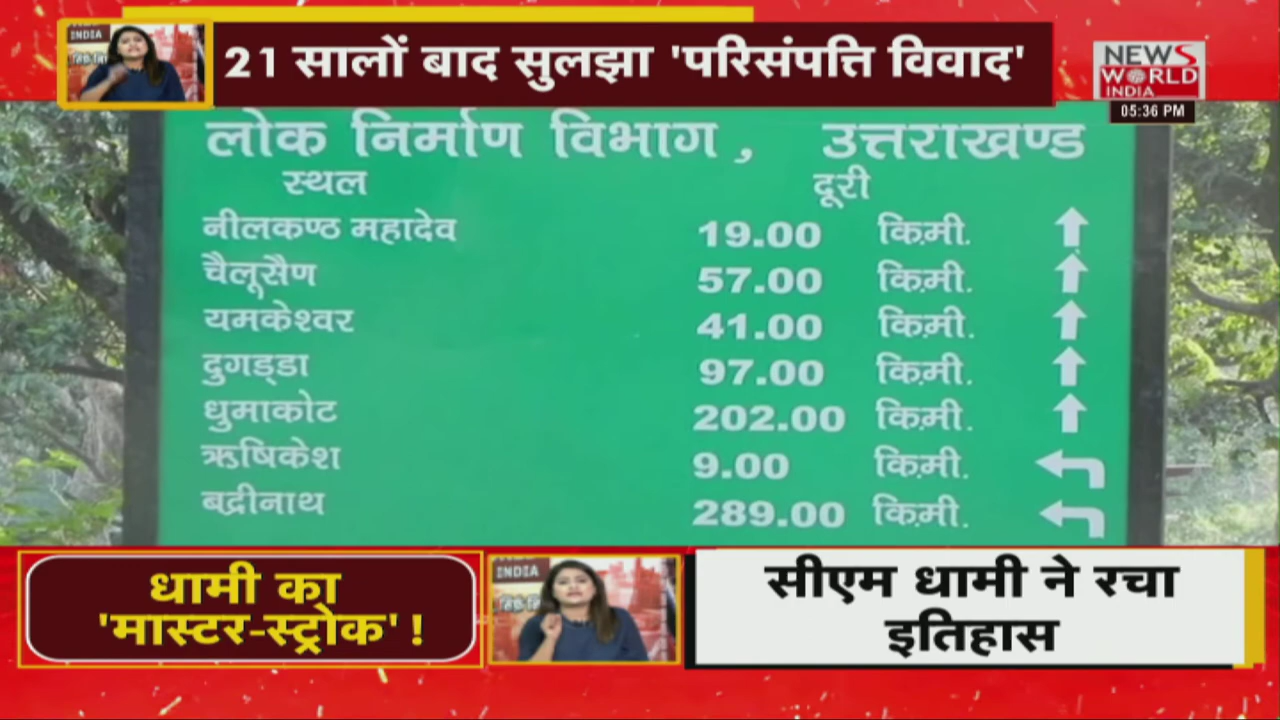 INDIA
21 सालों बाद सुलझा 'परिसंपत्ति विवाद'
NEWS
WORLD
INDIA
05:36 PM
लोक निर्माण विभाग , उत्तराखण्ड
स्थल दूरी
नीलकण्ठ महादेव 19.00 कि.मी. ↑
चैलूसैण 57.00 कि.मी. ↑
यमकेश्वर 41.00 कि.मी. ↑
दुगड्डा 97.00 कि.मी. ↑
धुमाकोट 202.00 कि.मी. ↑
ऋषिकेश 9.00 कि.मी. ↰
बद्रीनाथ 289.00 कि.मी. ↰
धामी का
'मास्टर-स्ट्रोक' !
INDIA
सीएम धामी ने रचा
इतिहास